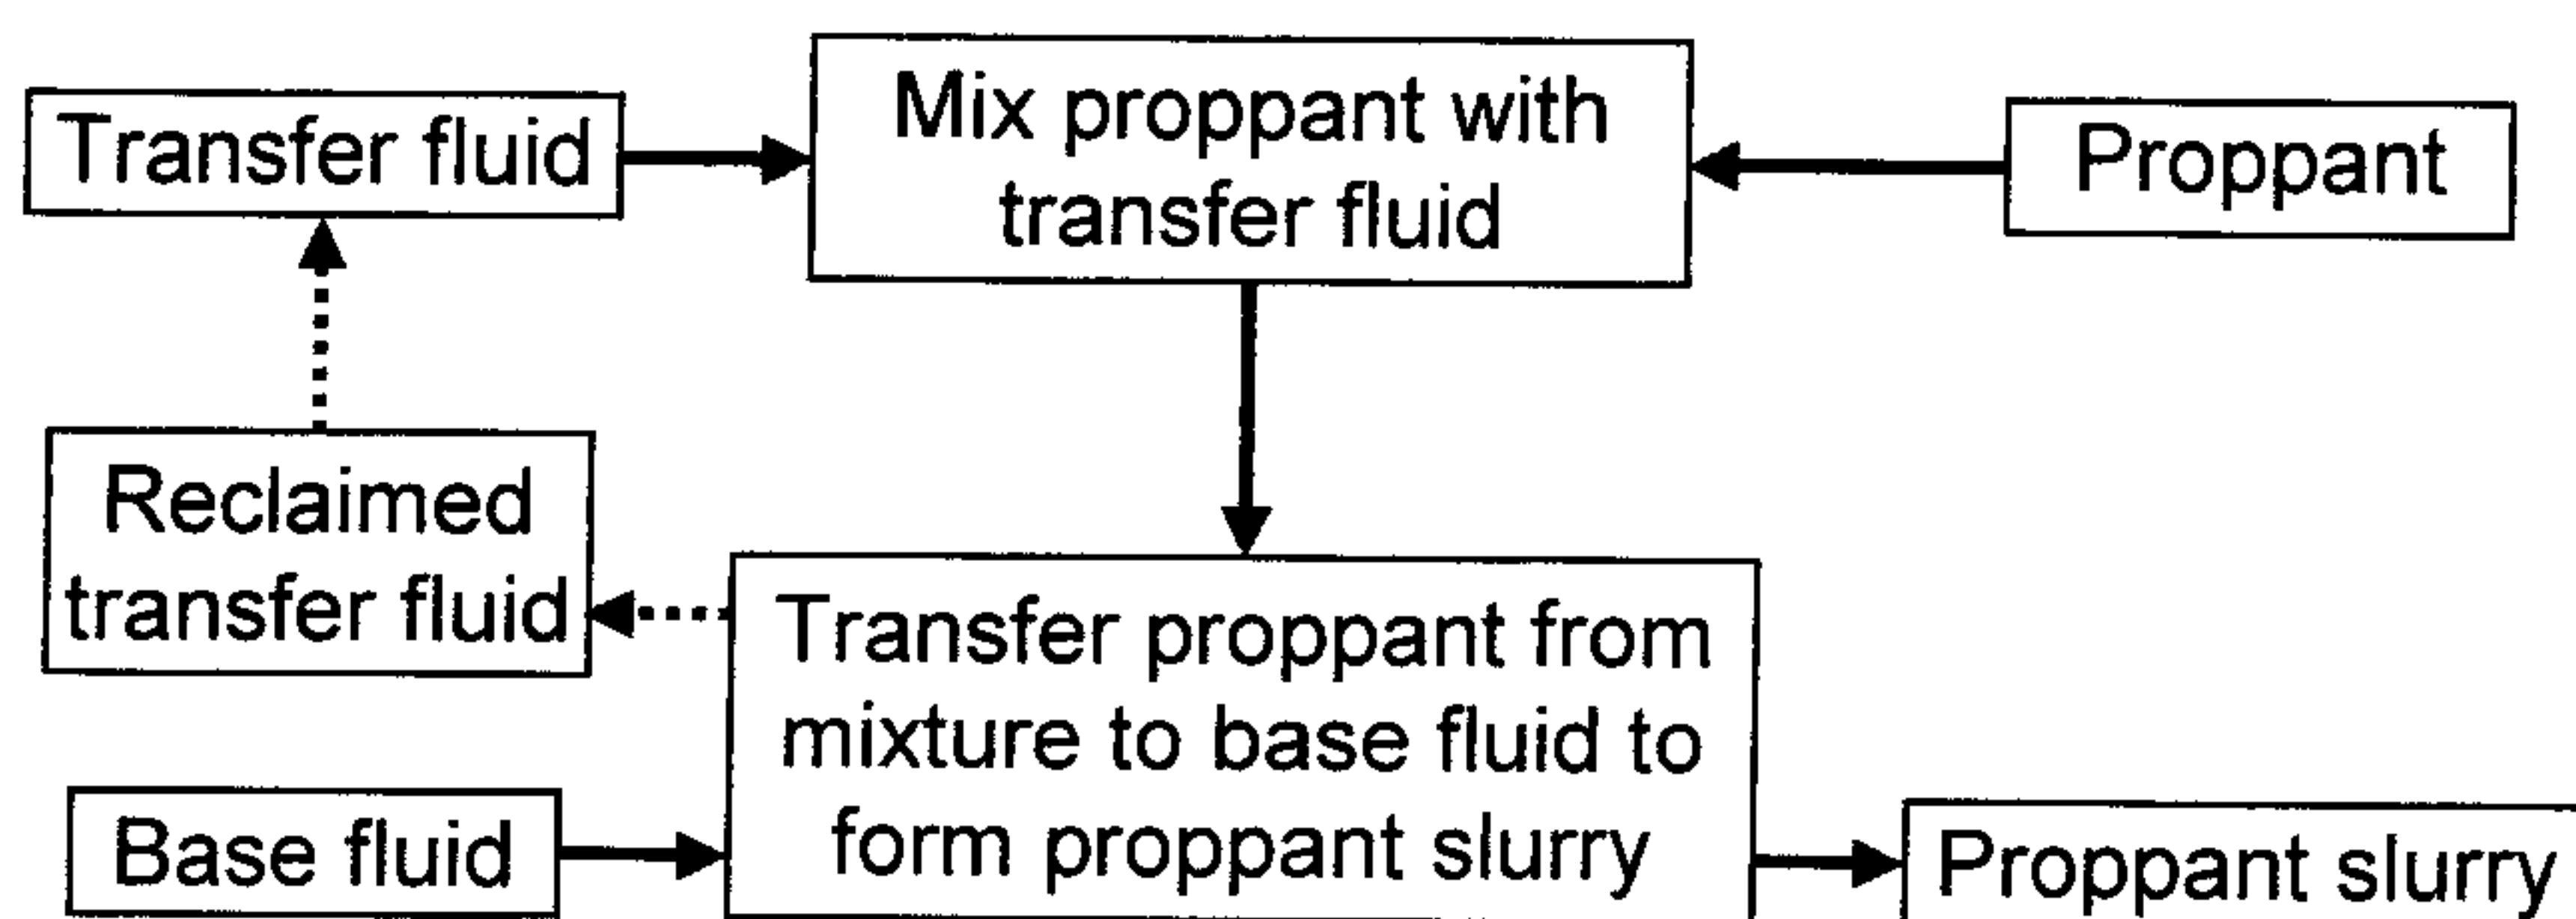 Transfer fluid
Mix proppant with
transfer fluid
Proppant
Reclaimed
transfer fluid
Transfer proppant from
mixture to base fluid to
form proppant slurry
Base fluid
Proppant slurry